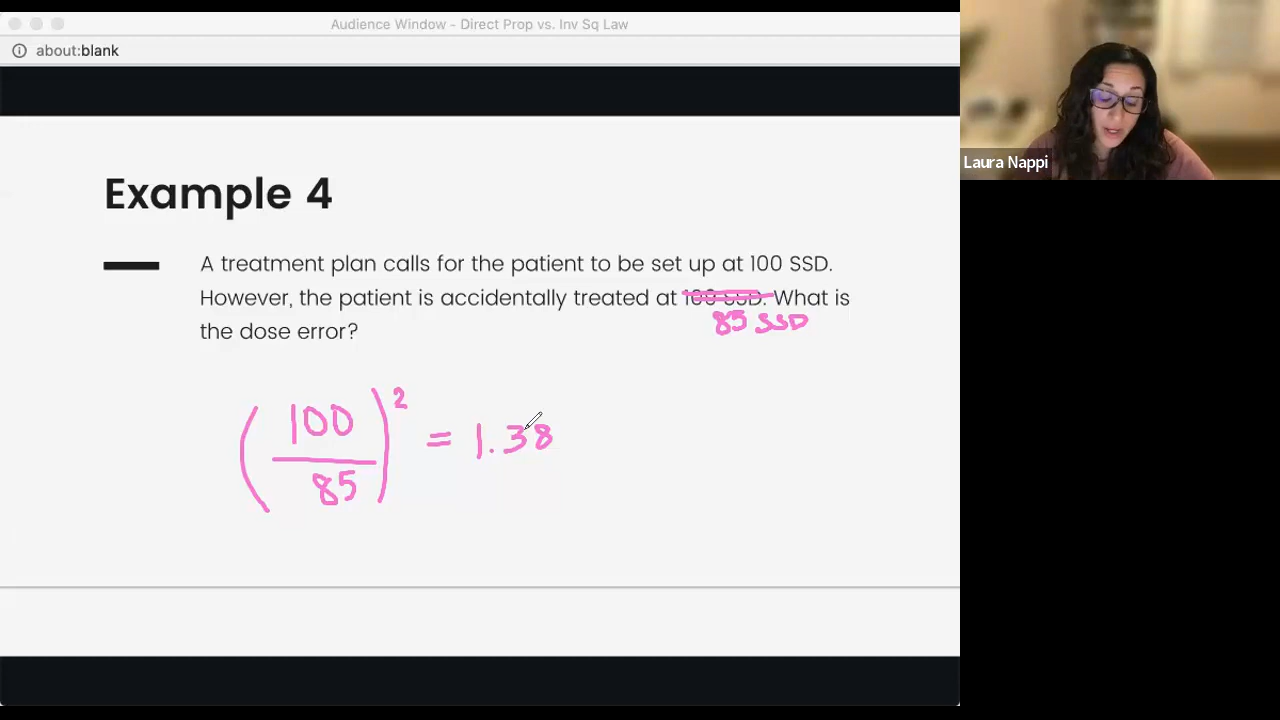 Audience Window - Direct Prop vs. Inv Sq Law
about:blank
Laura Nappi
Example 4
A treatment plan calls for the patient to be set up at 100 SSD.
However, the patient is accidentally treated at 100 SSD. What is
85 SSD
the dose error?
(100/85)² = 1.38